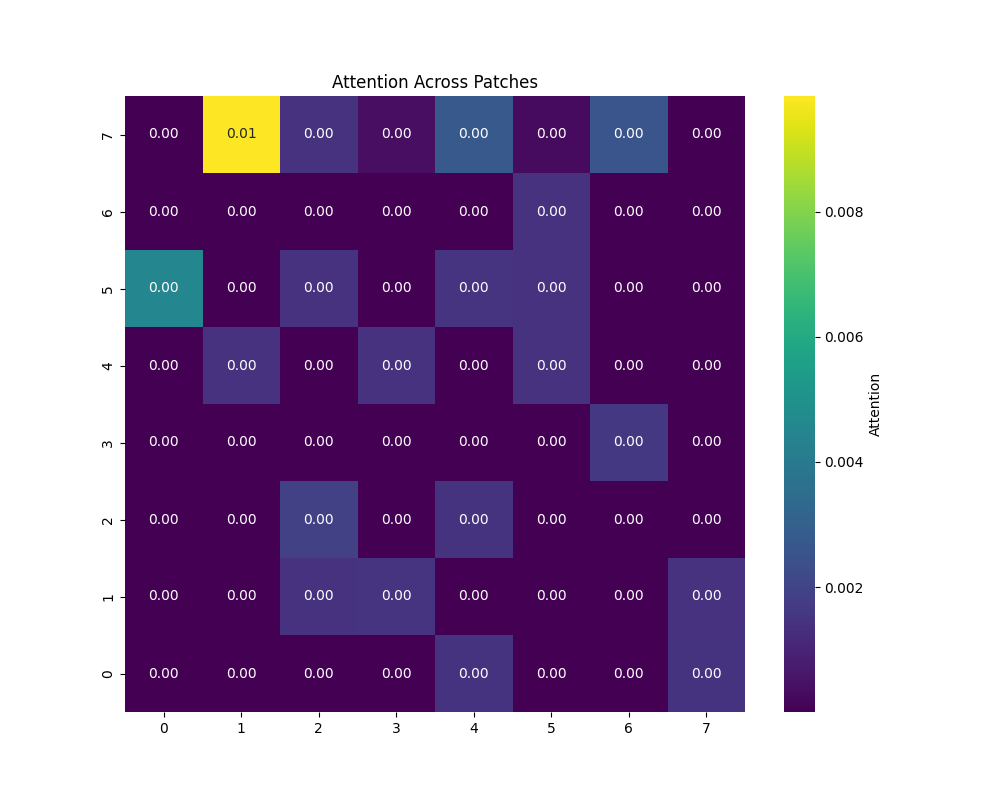 Attention Across Patches
7 0.00 0.01 0.00 0.00 0.00 0.00 0.00 0.00
6 0.00 0.00 0.00 0.00 0.00 0.00 0.00 0.00
5 0.00 0.00 0.00 0.00 0.00 0.00 0.00 0.00
4 0.00 0.00 0.00 0.00 0.00 0.00 0.00 0.00
3 0.00 0.00 0.00 0.00 0.00 0.00 0.00 0.00
2 0.00 0.00 0.00 0.00 0.00 0.00 0.00 0.00
1 0.00 0.00 0.00 0.00 0.00 0.00 0.00 0.00
0 0.00 0.00 0.00 0.00 0.00 0.00 0.00 0.00
0 1 2 3 4 5 6 7
0.008
0.006
0.004
0.002
Attention